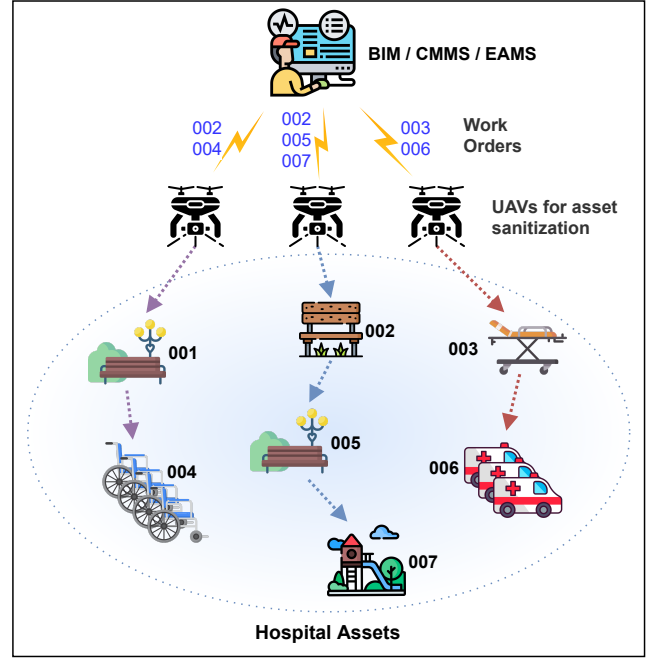 BIM / CMMS / EAMS
002
004
002
005
007
003
006
Work
Orders
UAVs for asset
sanitization
001
002
003
004
005
006
007
Hospital Assets